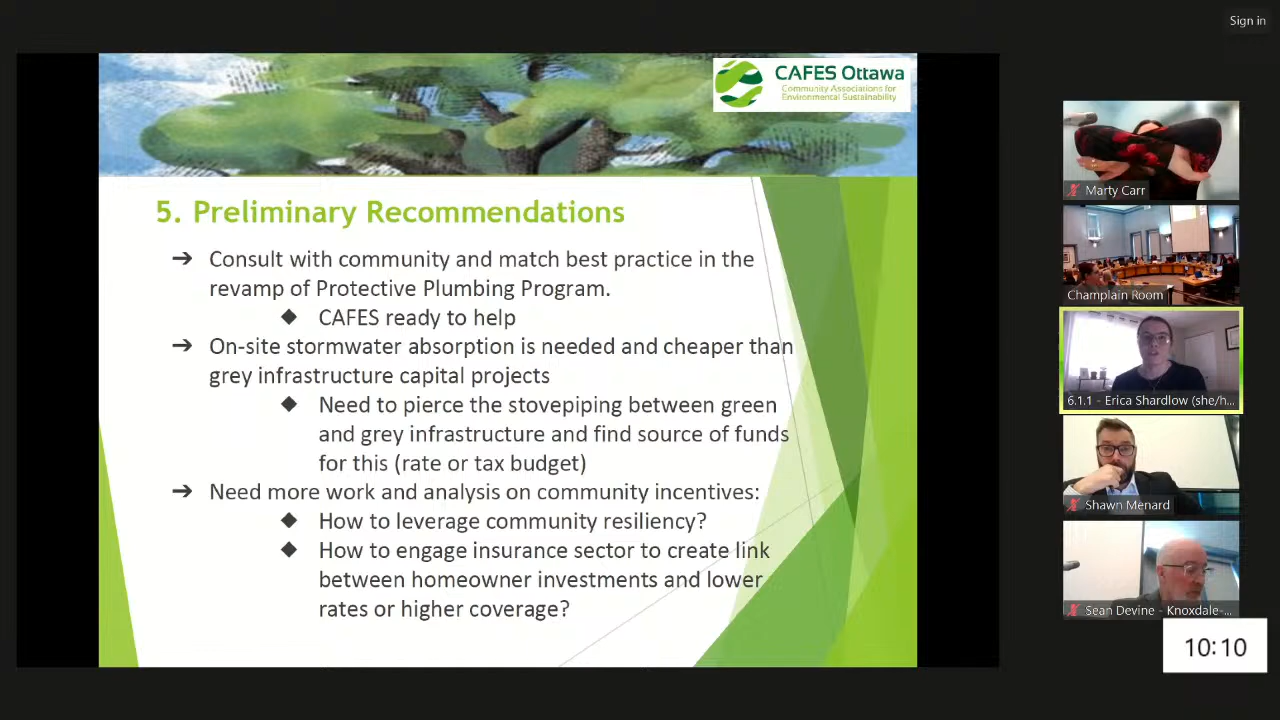 Sign in
CAFES Ottawa
Community Associations for
Environmental Sustainability
5. Preliminary Recommendations
➔ Consult with community and match best practice in the
revamp of Protective Plumbing Program.
◆ CAFES ready to help
➔ On-site stormwater absorption is needed and cheaper than
grey infrastructure capital projects
◆ Need to pierce the stovepiping between green
and grey infrastructure and find source of funds
for this (rate or tax budget)
➔ Need more work and analysis on community incentives:
◆ How to leverage community resiliency?
◆ How to engage insurance sector to create link
between homeowner investments and lower
rates or higher coverage?
Marty Carr
Champlain Room
6.1.1 - Erica Shardlow (she/h...
Shawn Menard
Sean Devine - Knoxdale-...
10:10